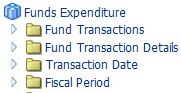 Funds Expenditure
Fund Transactions
Fund Transaction Details
Transaction Date
Fiscal Period